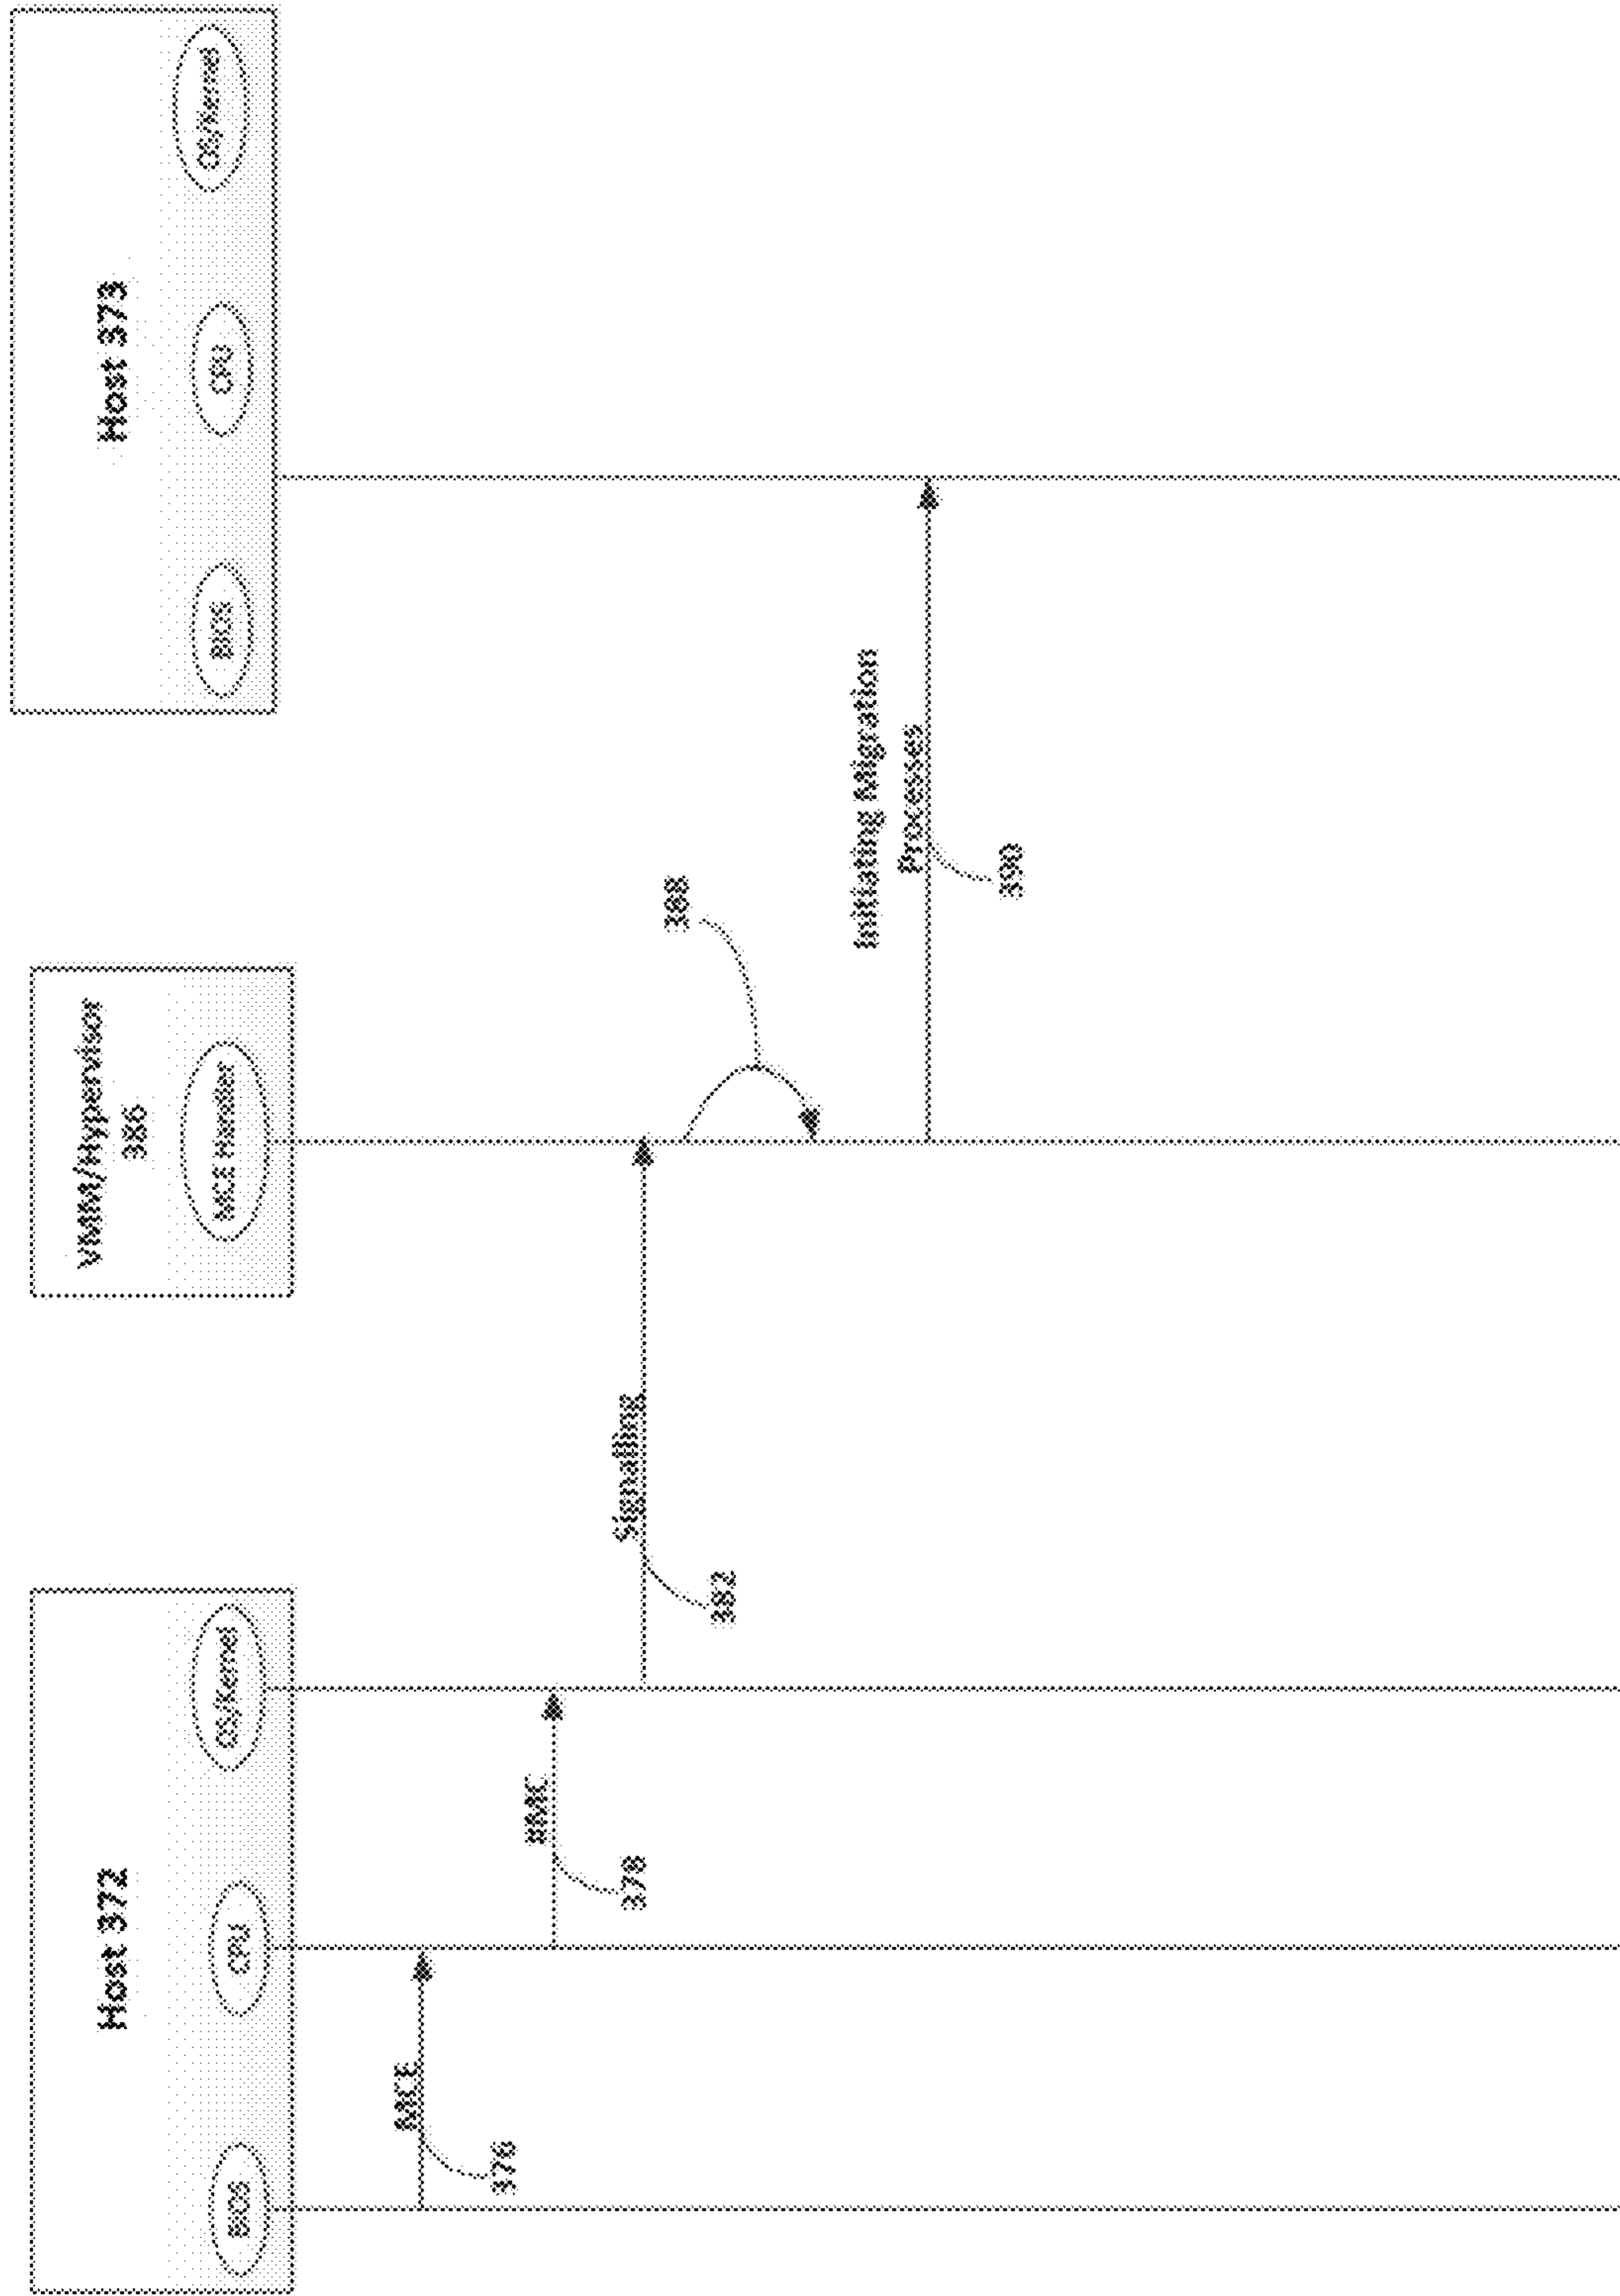 Host 372
BIOS
CPU
OS/Kernel
VMM/Hypervisor
386
MCE Handler
Host 373
BIOS
CPU
OS/Kernel
MCE
376
#MC
378
Signalling
382
388
Initiating Migration
Processes
390